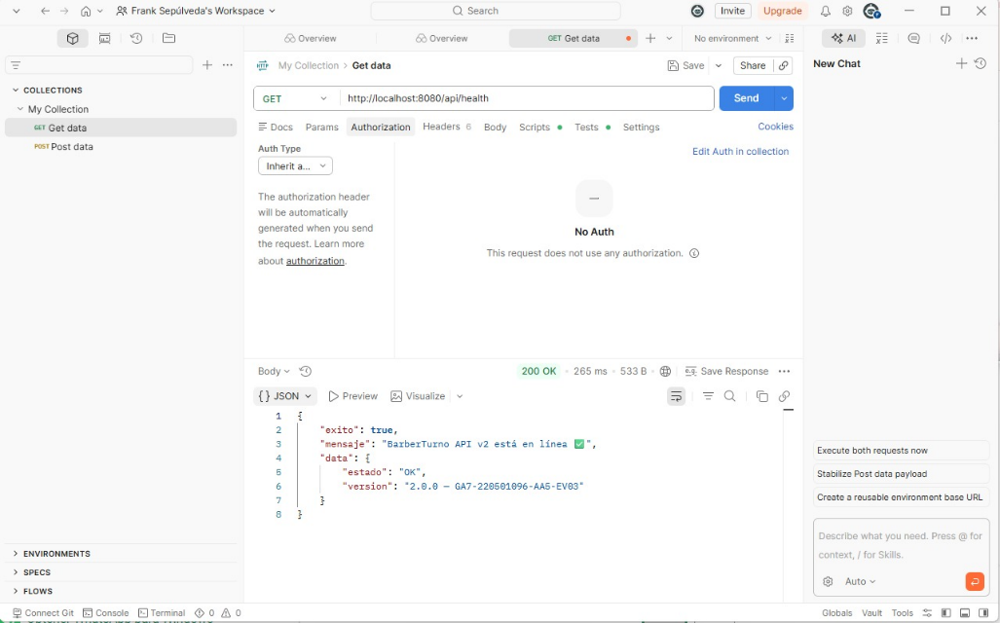 Frank Sepúlveda's Workspace
Search
Invite
Upgrade
Overview
Overview
GET Get data
No environment
AI
New Chat
COLLECTIONS
My Collection
GET Get data
POST Post data
HTTP My Collection > Get data
Save
Share
GET
http://localhost:8080/api/health
Send
Docs Params Authorization Headers 6 Body Scripts Tests Settings
Cookies
Auth Type
Inherit a...
Edit Auth in collection
The authorization header
will be automatically
generated when you send
the request. Learn more
about authorization.
No Auth
This request does not use any authorization.
Body
200 OK • 265 ms • 533 B
e.g. Save Response
{} JSON
Preview
Visualize
1 {
2 "exito": true,
3 "mensaje": "BarberTurno API v2 está en línea ✅",
4 "data": {
5 "estado": "OK",
6 "version": "2.0.0 — GA7-220501096-AA5-EV03"
7 }
8 }
Execute both requests now
Stabilize Post data payload
Create a reusable environment base URL
Describe what you need. Press @ for
context, / for Skills.
Auto
ENVIRONMENTS
SPECS
FLOWS
Connect Git Console Terminal 0 0
Globals Vault Tools